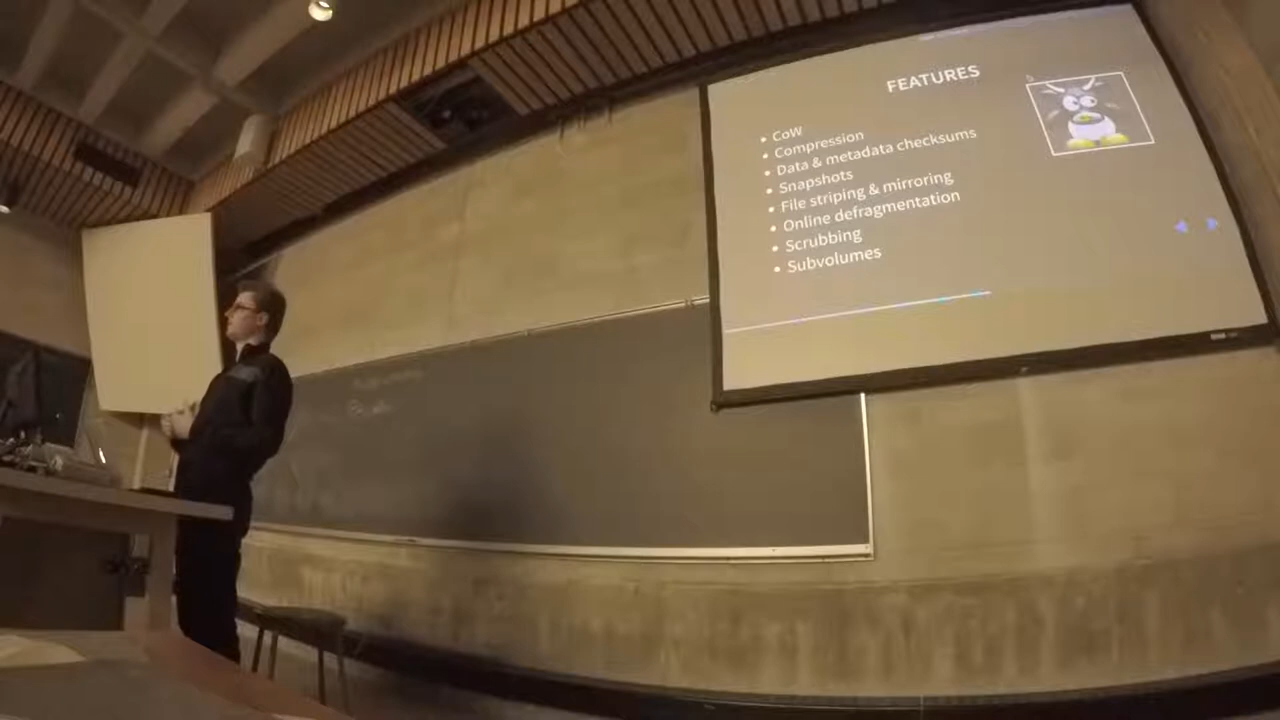 FEATURES
• CoW
• Compression
• Data & metadata checksums
• Snapshots
• File striping & mirroring
• Online defragmentation
• Scrubbing
• Subvolumes